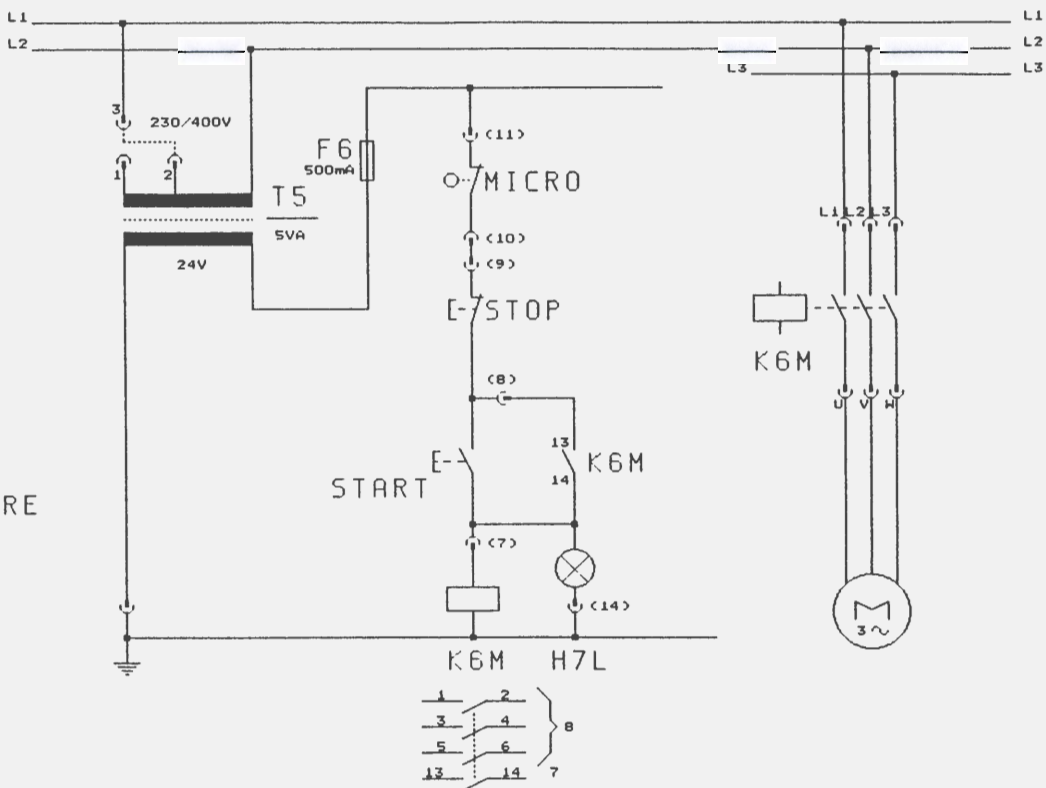 L1 L1
L2 L2
L3 L3
3 230/400V
(11)
F6
500mA
MICRO
1 2
T5
5VA
L1 L2 L3
(10)
24V (9)
STOP
K6M
(8)
U V W
13
K6M
14
START
RE
(7)
(14)
M
3~
K6M H7L
1 2
3 4
8
5 6
13 14 7